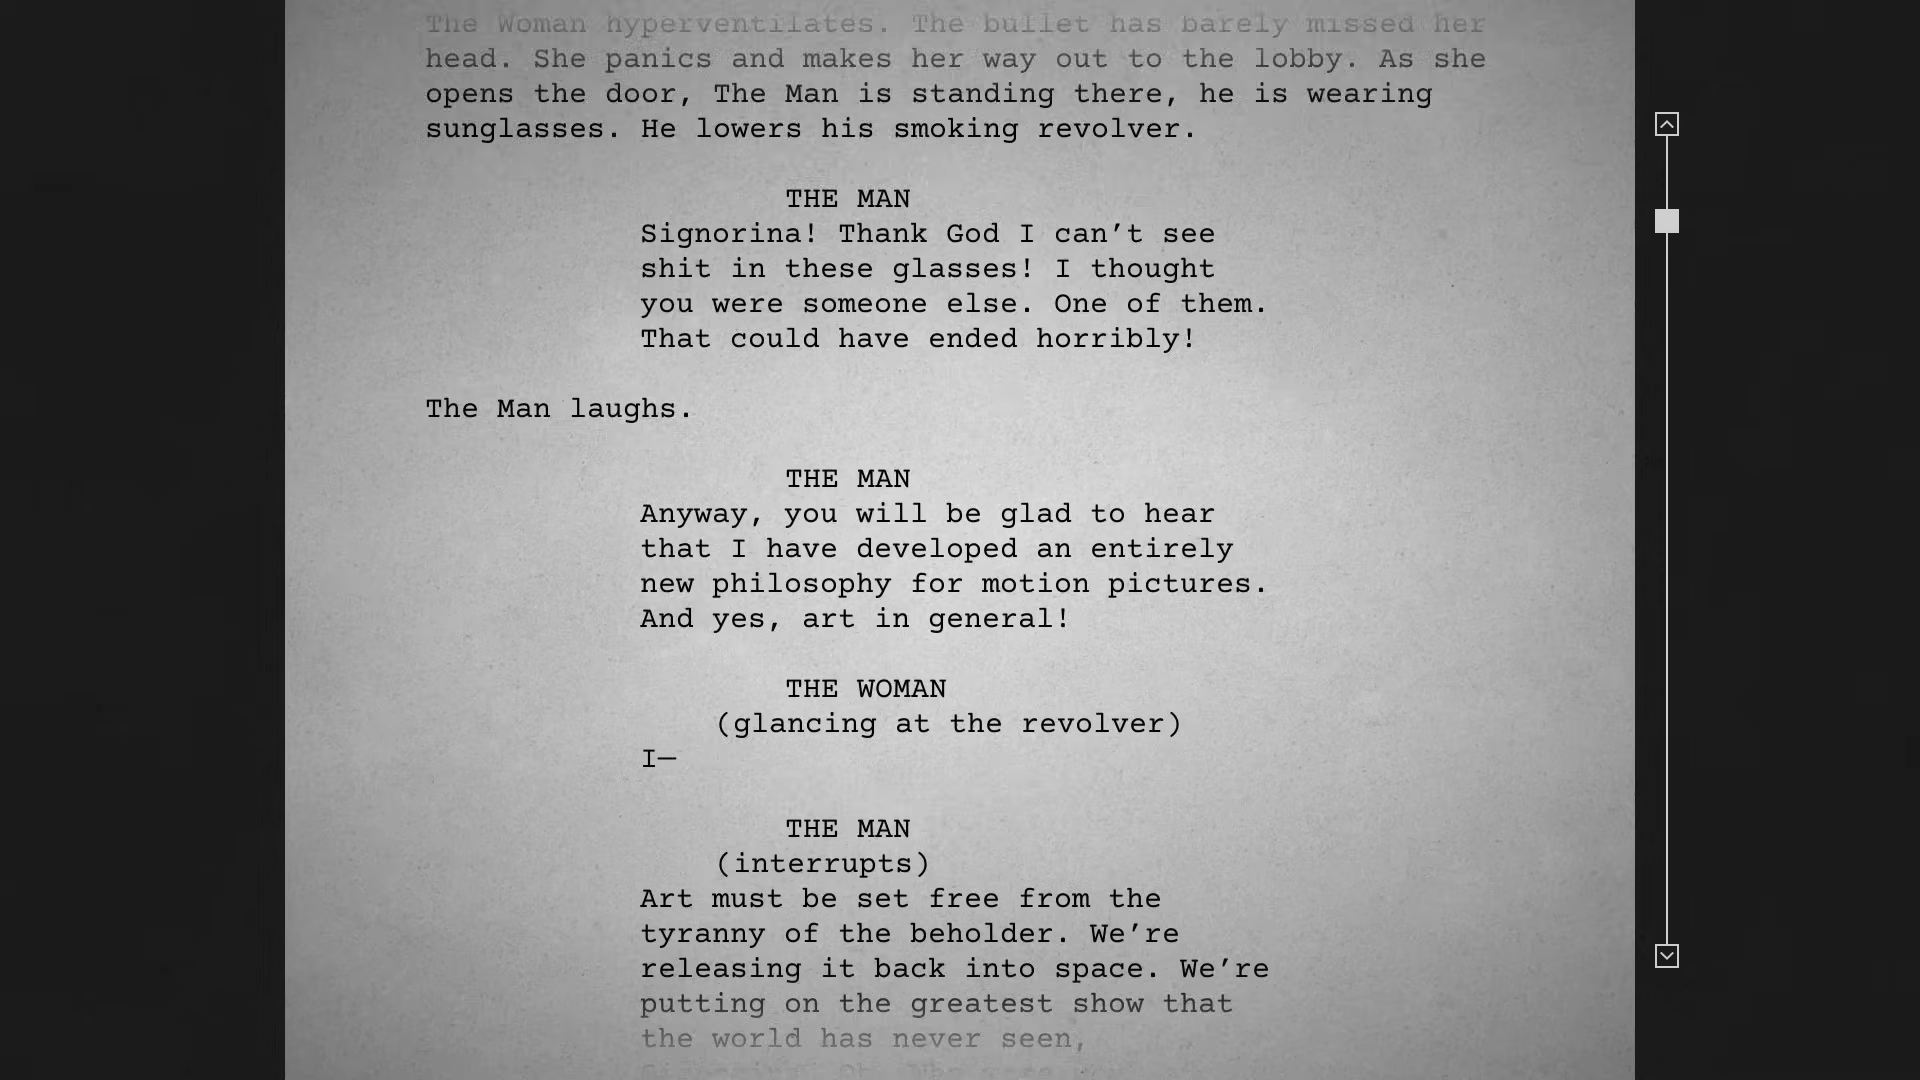 The Woman hyperventilates. The bullet has barely missed her
head. She panics and makes her way out to the lobby. As she
opens the door, The Man is standing there, he is wearing
sunglasses. He lowers his smoking revolver.
THE MAN
Signorina! Thank God I can’t see
shit in these glasses! I thought
you were someone else. One of them.
That could have ended horribly!
The Man laughs.
THE MAN
Anyway, you will be glad to hear
that I have developed an entirely
new philosophy for motion pictures.
And yes, art in general!
THE WOMAN
(glancing at the revolver)
I—
THE MAN
(interrupts)
Art must be set free from the
tyranny of the beholder. We’re
releasing it back into space. We’re
putting on the greatest show that
the world has never seen,